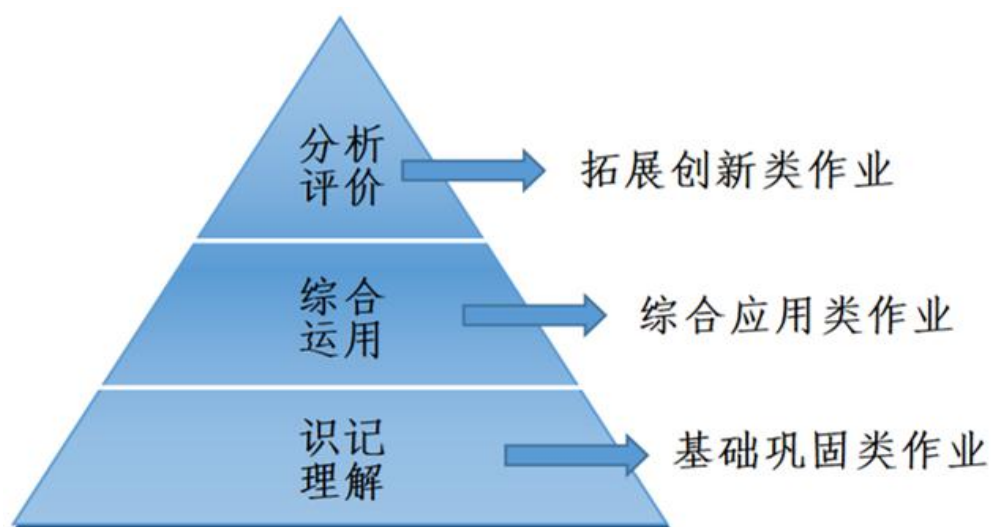 分析
评价
拓展创新类作业
综合
运用
综合应用类作业
识记
理解
基础巩固类作业